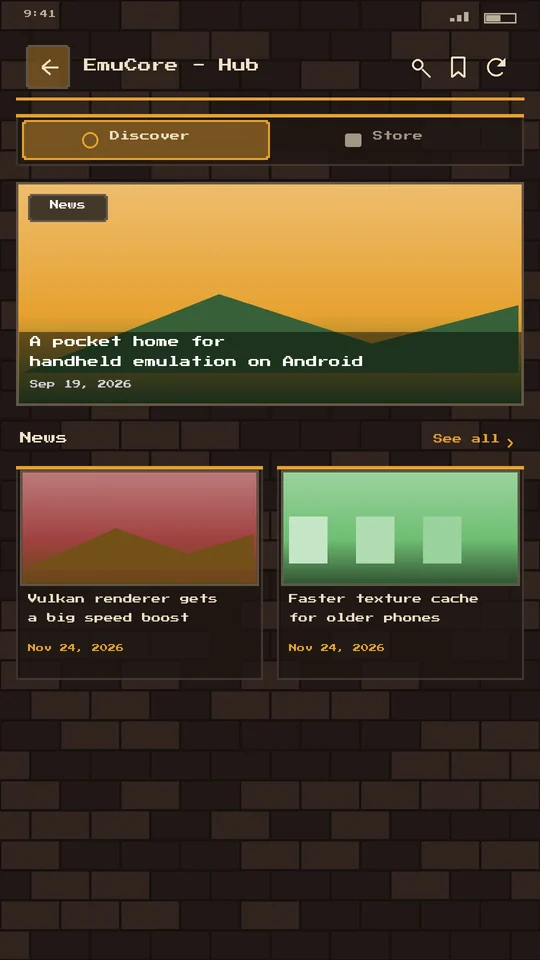 9:41
EmuCore - Hub
Discover
Store
News
A pocket home for
handheld emulation on Android
Sep 19, 2026
News
See all
Vulkan renderer gets
a big speed boost
Nov 24, 2026
Faster texture cache
for older phones
Nov 24, 2026